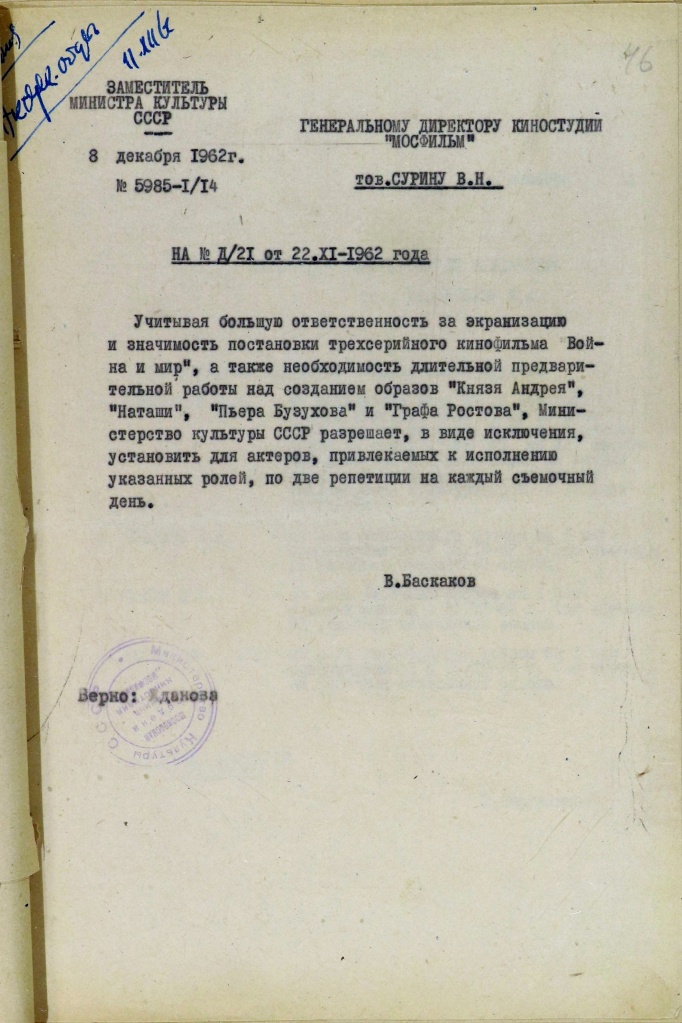 46
ЗАМЕСТИТЕЛЬ
МИНИСТРА КУЛЬТУРЫ
СССР
8 декабря 1962г.
№ 5985-I/I4
ГЕНЕРАЛЬНОМУ ДИРЕКТОРУ КИНОСТУДИИ
"МОСФИЛЬМ"
тов.СУРИНУ В.Н.
НА № Д/2I от 22.XI-1962 года
Учитывая большую ответственность за экранизацию
и значимость постановки трехсерийного кинофильма Вой-
на и мир", а также необходимость длительной предвари-
тельной работы над созданием образов "Князя Андрея",
"Наташи", "Пьера Бузухова" и "Графа Ростова", Мини-
стерство культуры СССР разрешает, в виде исключения,
установить для актеров, привлекаемых к исполнению
указанных ролей, по две репетиции на каждый съемочный
день.
В.Баскаков
Верно: Жданова
Министерство Культуры СССР